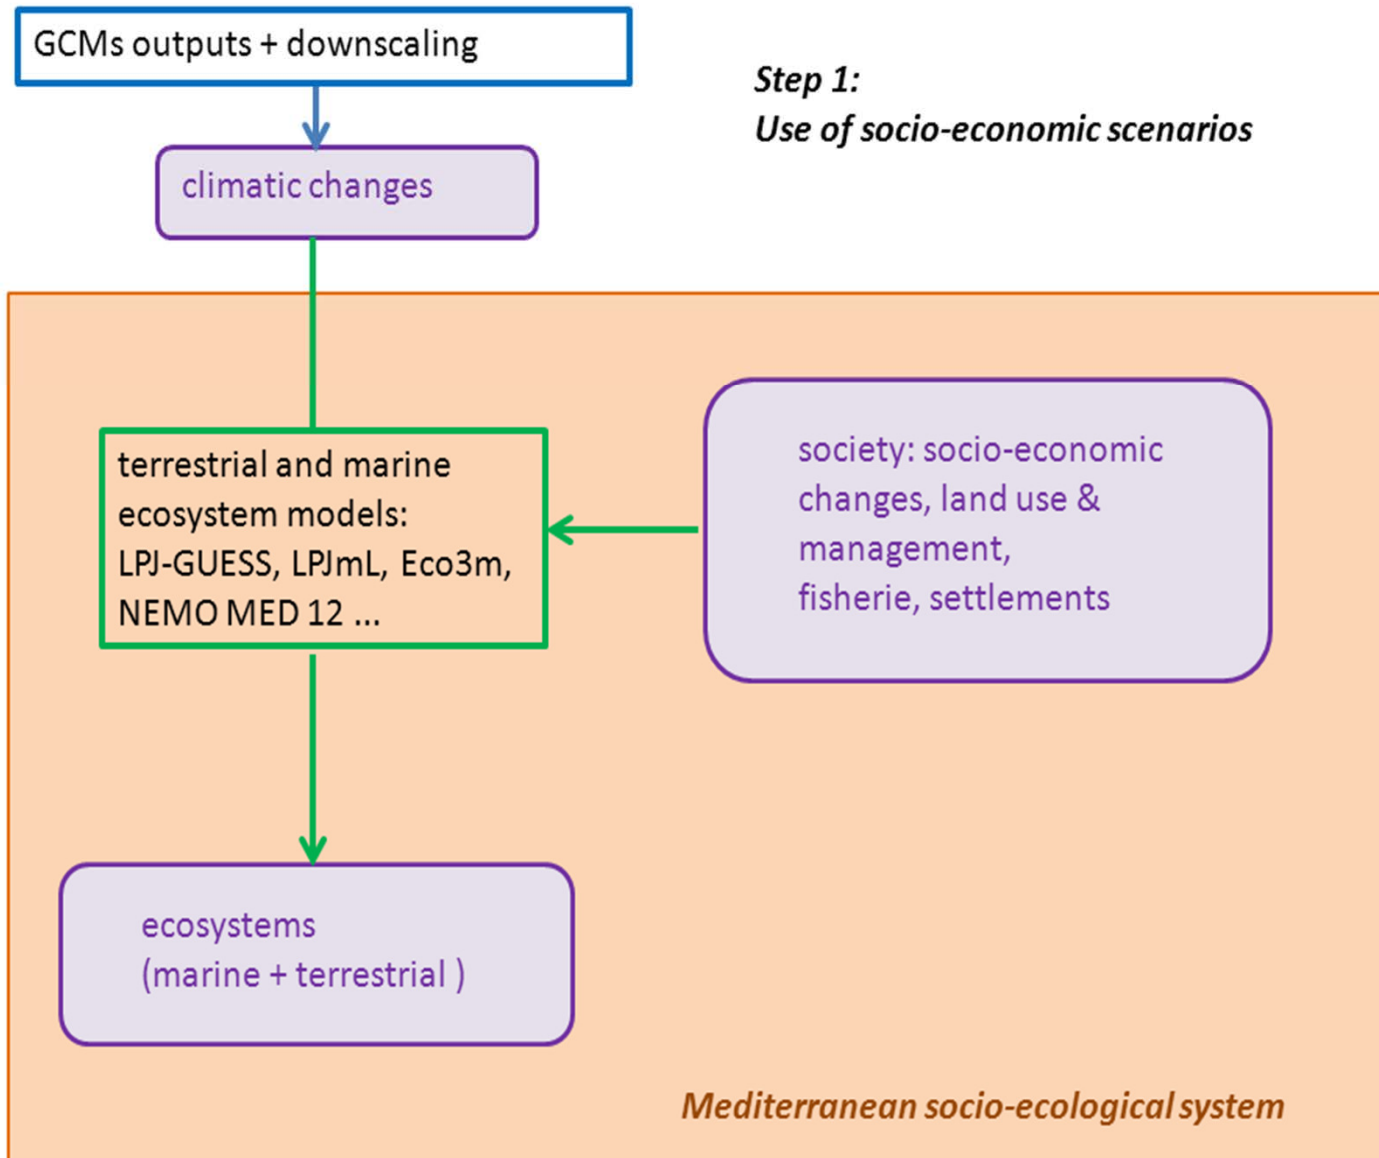 GCMs outputs + downscaling
Step 1:
Use of socio-economic scenarios
climatic changes
terrestrial and marine
ecosystem models:
LPJ-GUESS, LPJmL, Eco3m,
NEMO MED 12 ...
society: socio-economic
changes, land use &
management,
fisherie, settlements
ecosystems
(marine + terrestrial )
Mediterranean socio-ecological system